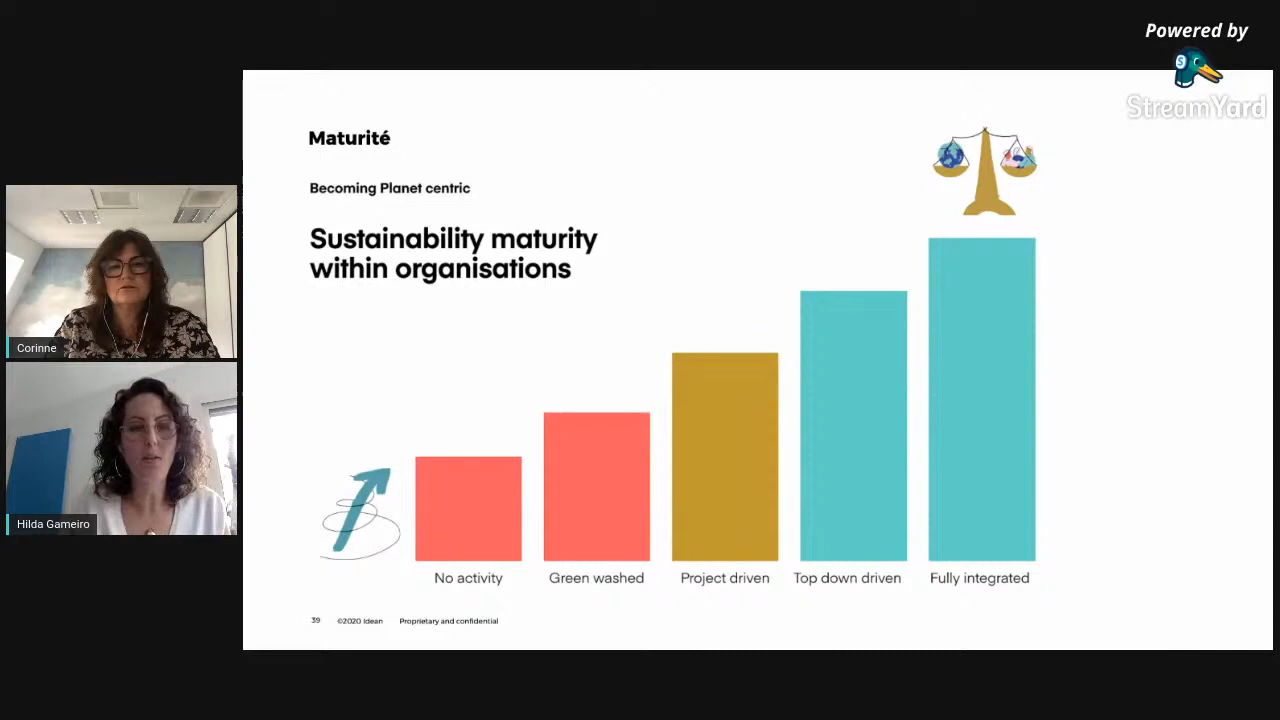 Powered by
StreamYard
Maturité
Becoming Planet centric
Sustainability maturity
within organisations
Corinne
Hilda Gameiro
No activity
Green washed
Project driven
Top down driven
Fully integrated
39
©2020 Idean
Proprietary and confidential